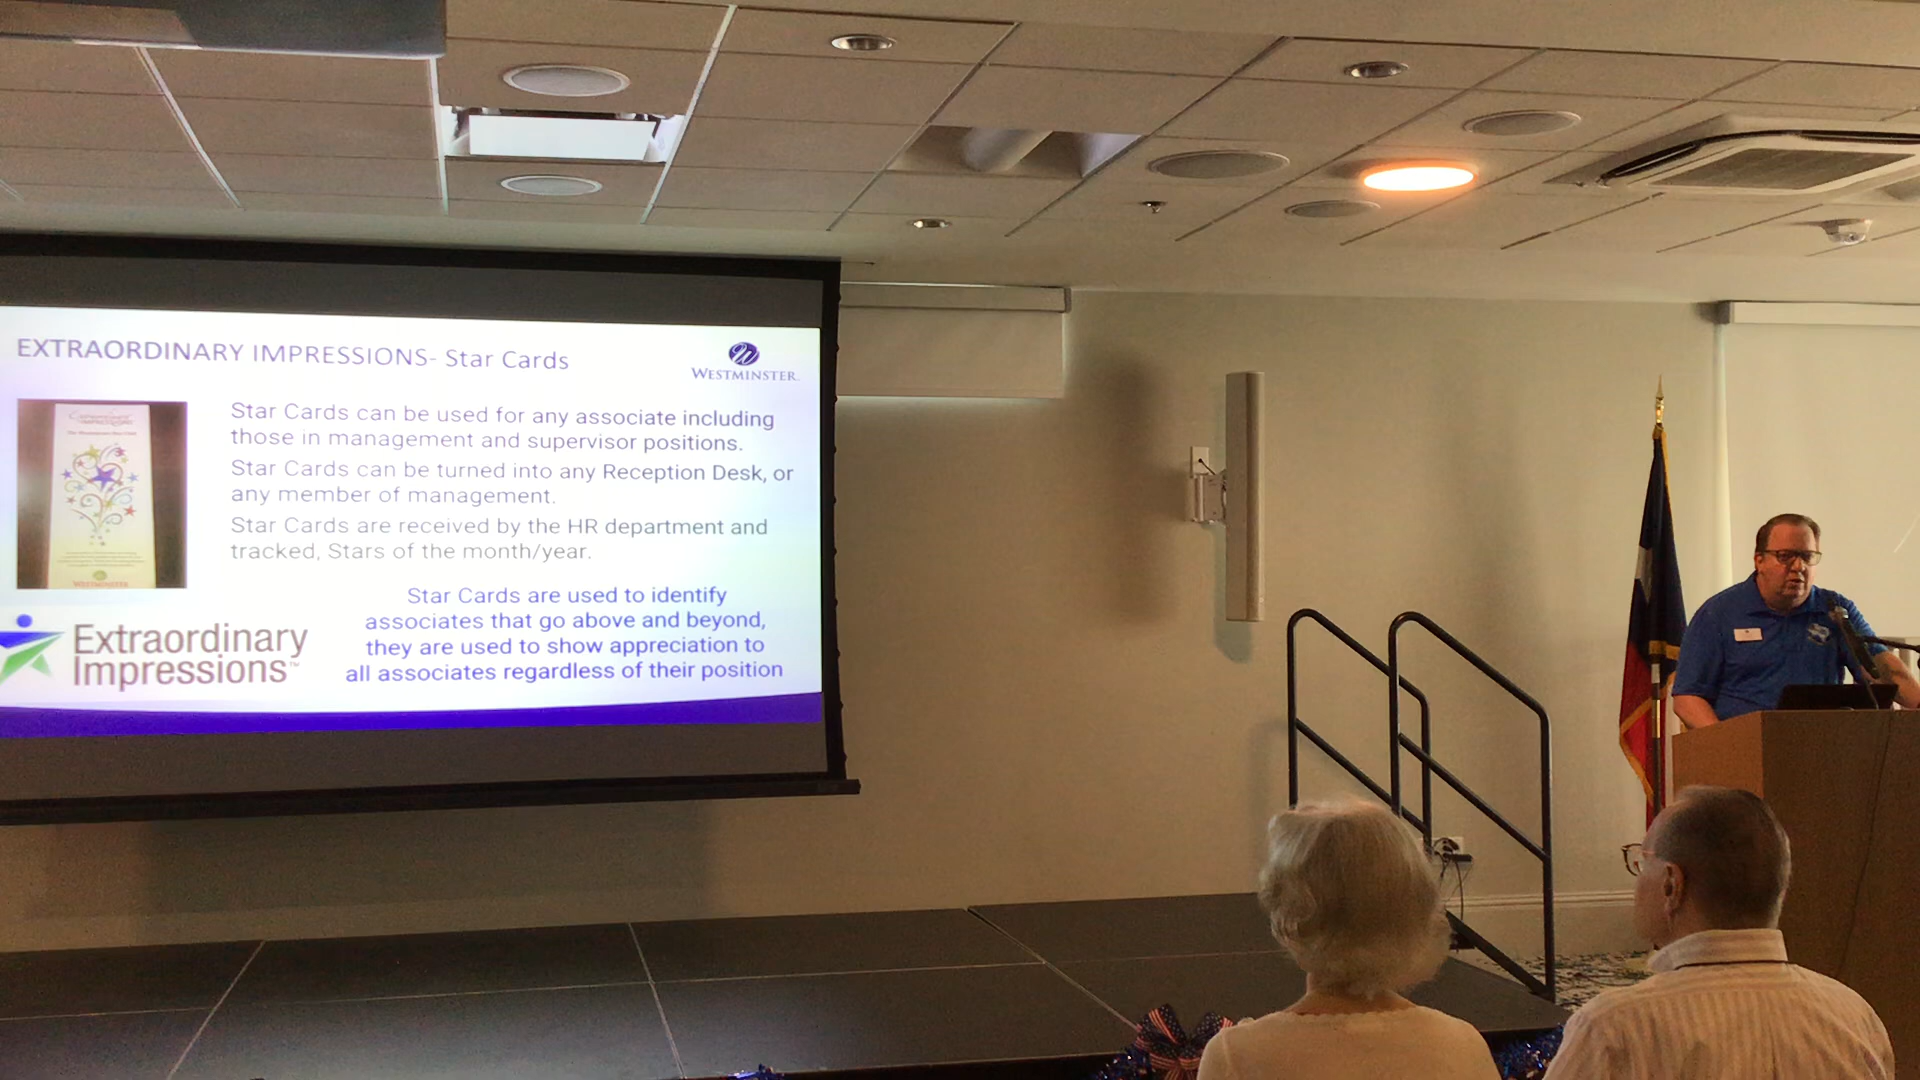 EXTRAORDINARY IMPRESSIONS- Star Cards
WESTMINSTER
Star Cards can be used for any associate including
those in management and supervisor positions.
Star Cards can be turned into any Reception Desk, or
any member of management.
Star Cards are received by the HR department and
tracked, Stars of the month/year.
Star Cards are used to identify
associates that go above and beyond,
they are used to show appreciation to
all associates regardless of their position
WESTMINSTER
Extraordinary
Impressions™